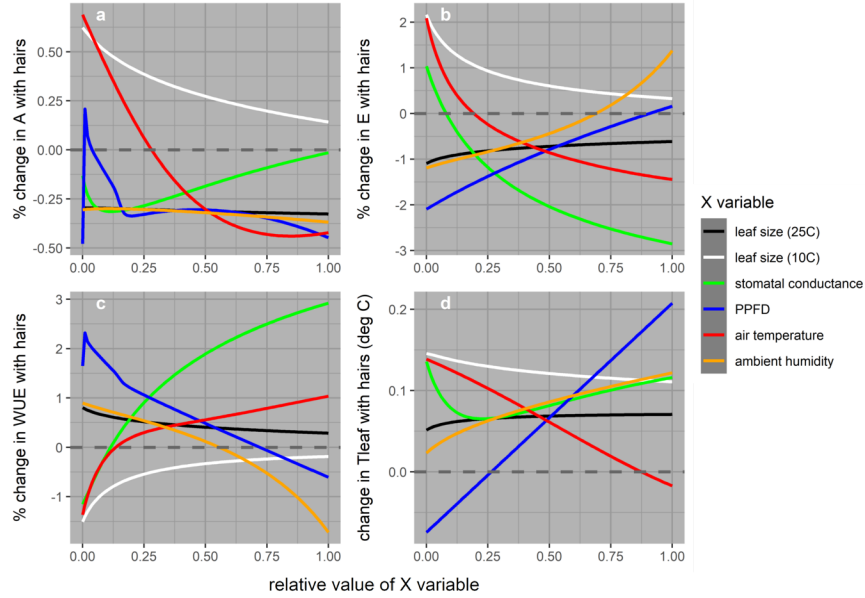 a
% change in A with hairs
0.50
0.25
0.00
-0.25
-0.50
0.00 0.25 0.50 0.75 1.00
b
% change in E with hairs
2
1
0
-1
-2
-3
0.00 0.25 0.50 0.75 1.00
c
% change in WUE with hairs
3
2
1
0
-1
0.00 0.25 0.50 0.75 1.00
d
change in Tleaf with hairs (deg C)
0.2
0.1
0.0
0.00 0.25 0.50 0.75 1.00
relative value of X variable
X variable
leaf size (25C)
leaf size (10C)
stomatal conductance
PPFD
air temperature
ambient humidity